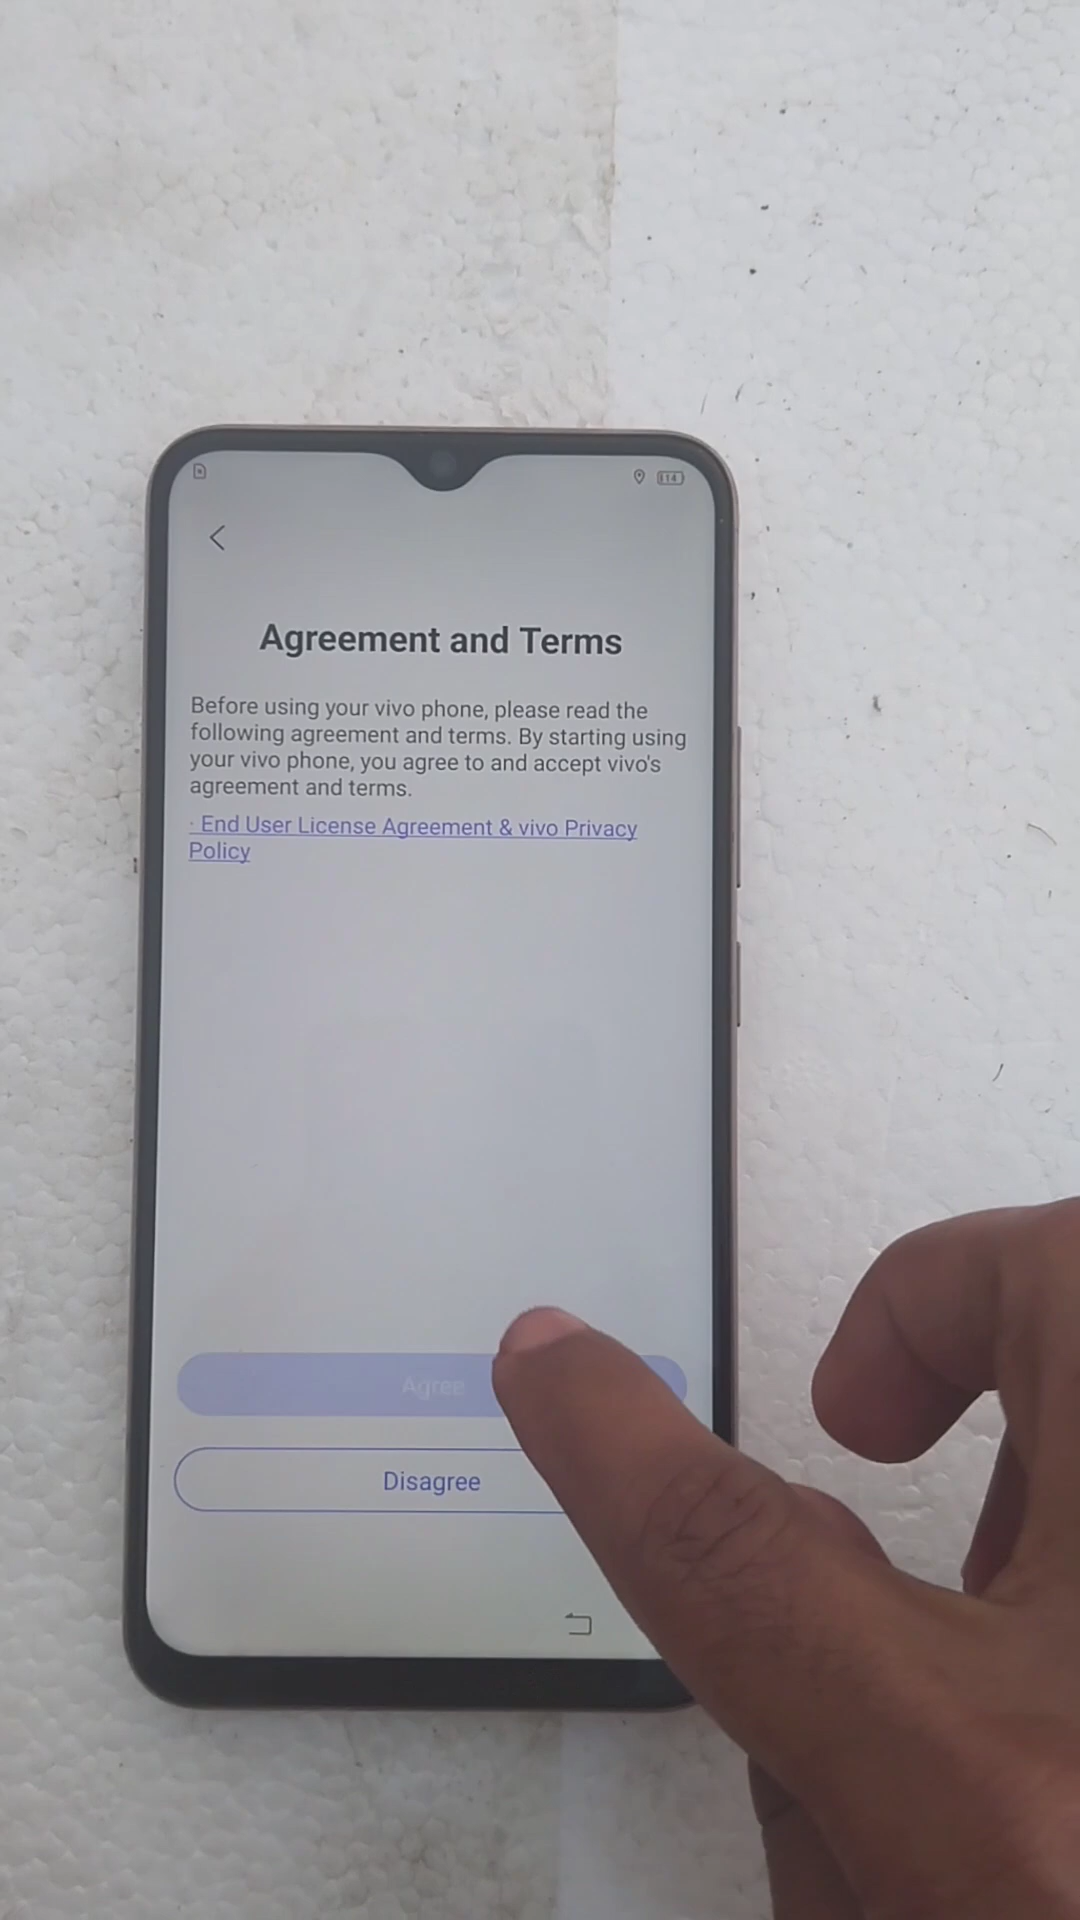 14
Agreement and Terms
Before using your vivo phone, please read the
following agreement and terms. By starting using
your vivo phone, you agree to and accept vivo's
agreement and terms.
· End User License Agreement & vivo Privacy
Policy
Agree
Disagree